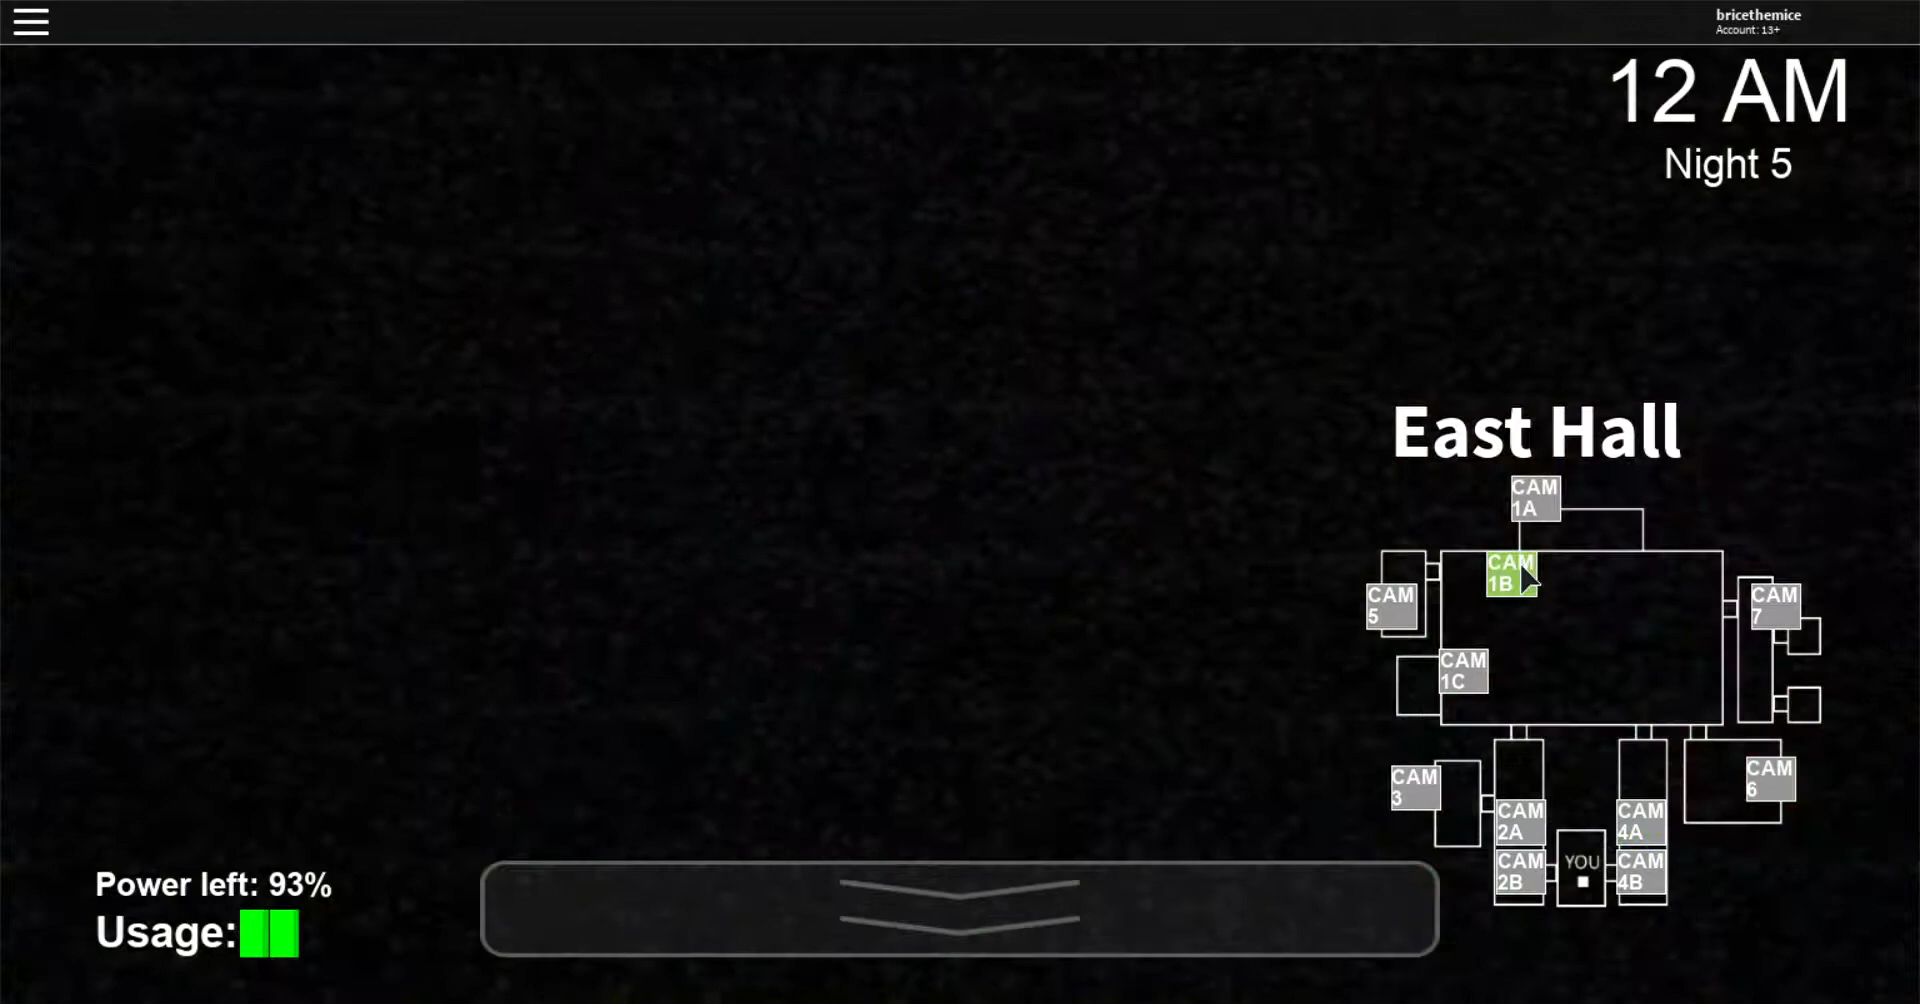 bricethemice
Account: 13+
12 AM
Night 5
East Hall
CAM
1A
CAM
1B
CAM
5
CAM
7
CAM
1C
CAM
3
CAM
6
CAM
2A
CAM
4A
CAM
2B
YOU
CAM
4B
Power left: 93%
Usage: